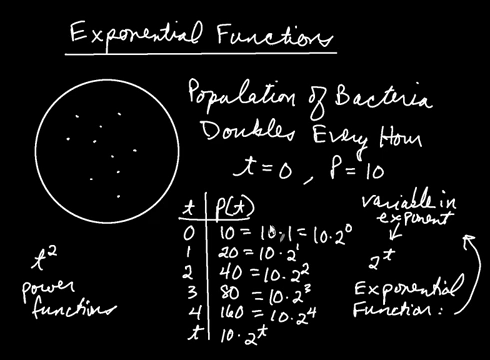 Exponential Functions
Population of Bacteria
Doubles Every Hour
t = 0 , P = 10
t P(t)
0 10 = 10 · 1 = 10 · 2⁰
1 20 = 10 · 2¹
2 40 = 10 · 2²
3 80 = 10 · 2³
4 160 = 10 · 2⁴
t 10 · 2ᵗ
t²
power
functions
variable in
exponent
2ᵗ
Exponential
Function: